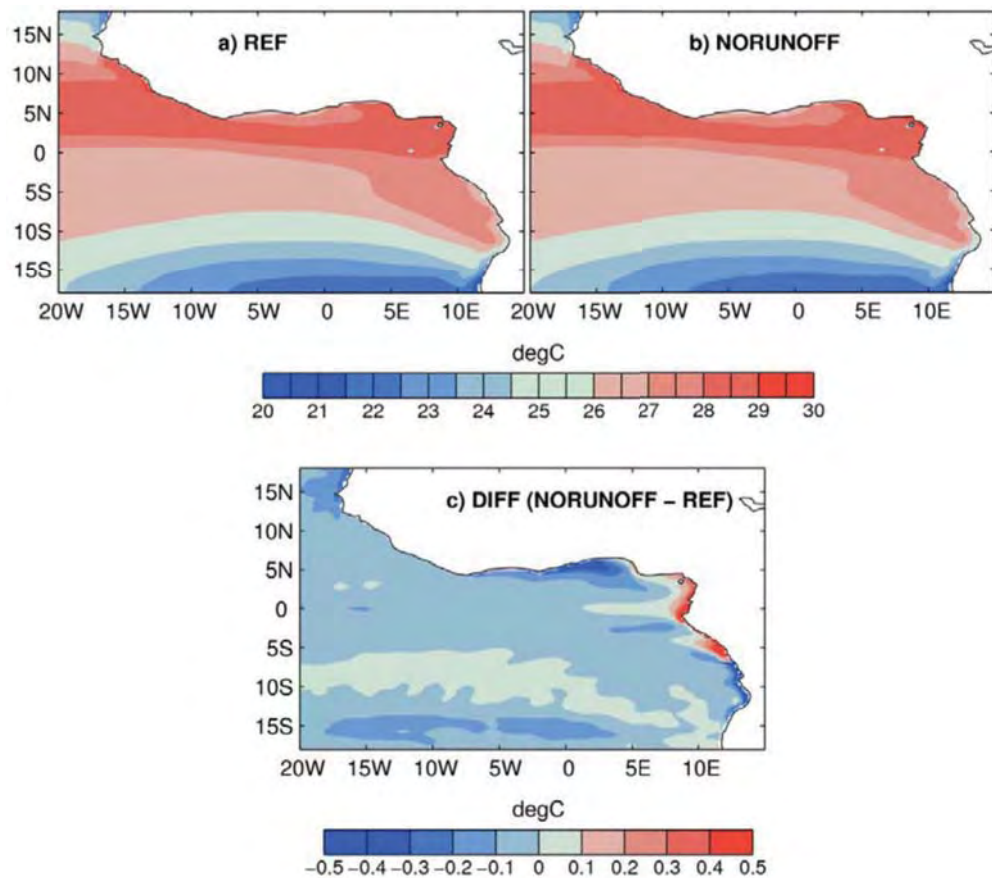 a) REF
b) NORUNOFF
15N
10N
5N
0
5S
10S
15S
20W 15W 10W 5W 0 5E 10E 20W 15W 10W 5W 0 5E 10E
degC
20 21 22 23 24 25 26 27 28 29 30
c) DIFF (NORUNOFF – REF)
15N
10N
5N
0
5S
10S
15S
20W 15W 10W 5W 0 5E 10E
degC
−0.5 −0.4 −0.3 −0.2 −0.1 0 0.1 0.2 0.3 0.4 0.5